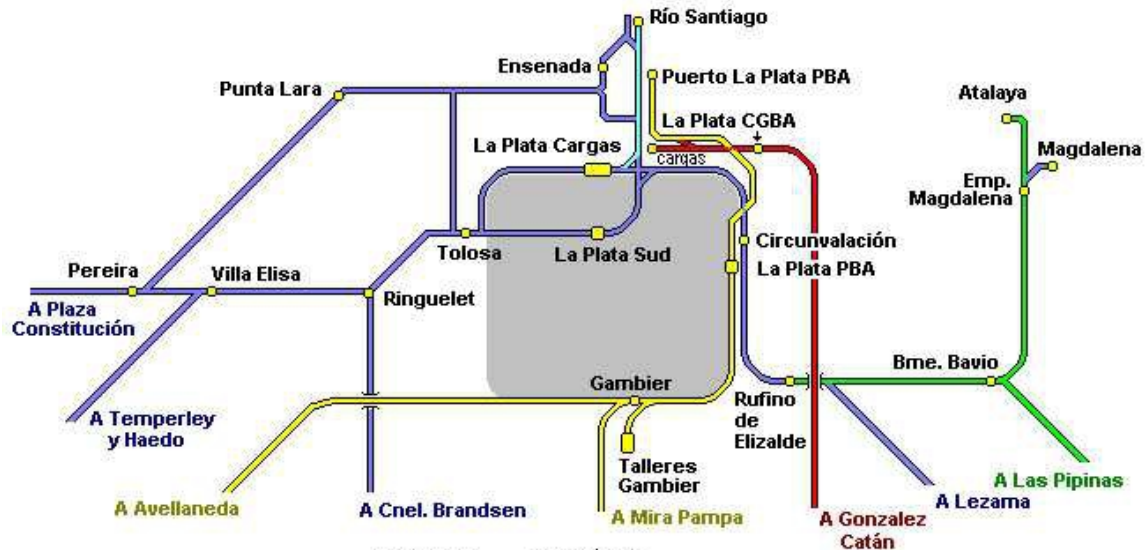 Río Santiago
Ensenada
Puerto La Plata PBA
Punta Lara
Atalaya
La Plata CGBA
La Plata Cargas
cargas
Magdalena
Emp.
Magdalena
Circunvalación
Tolosa
La Plata Sud
La Plata PBA
Pereira
Villa Elisa
Ringuelet
A Plaza
Constitución
Gambier
Bme. Bavio
Rufino
de
Elizalde
A Temperley
y Haedo
Talleres
Gambier
A Avellaneda
A Cnel. Brandsen
A Mira Pampa
A Gonzalez
Catán
A Lezama
A Las Pipinas